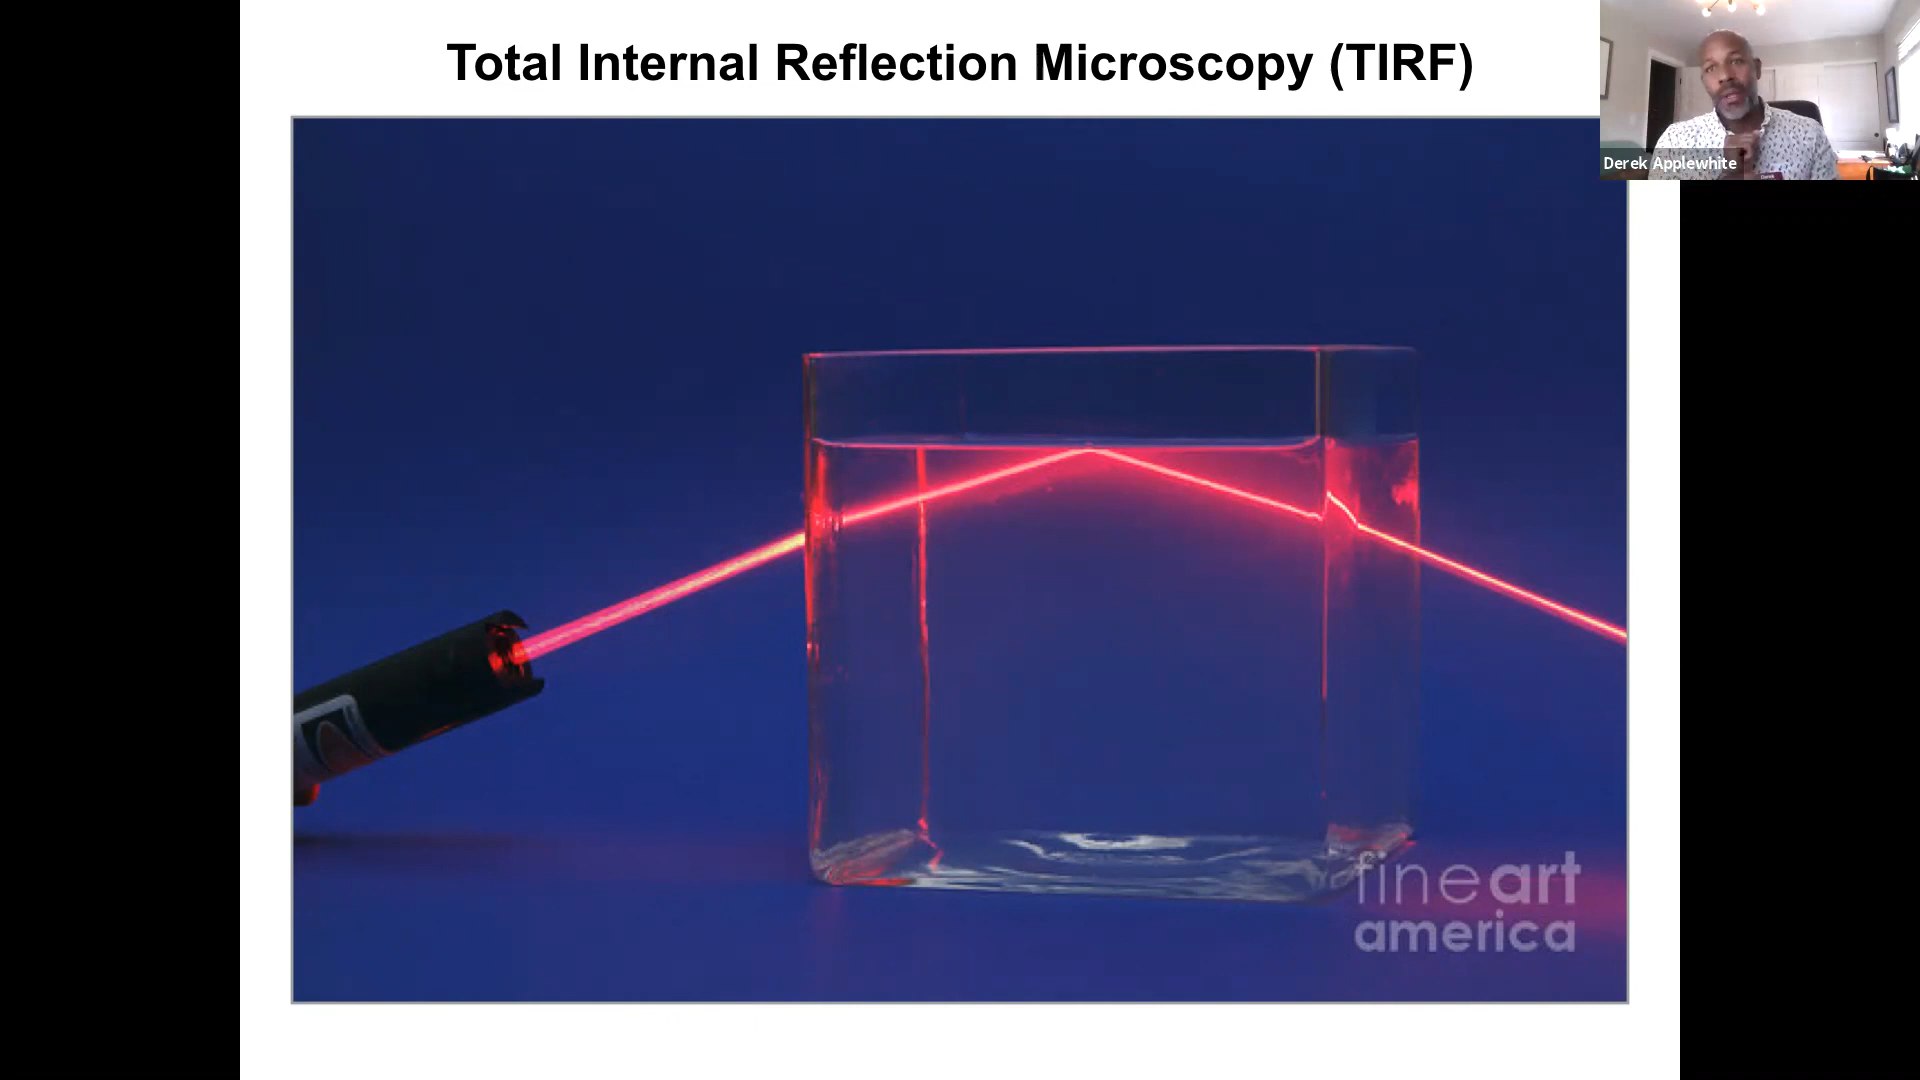 Total Internal Reflection Microscopy (TIRF)
Derek Applewhite
fineart
america